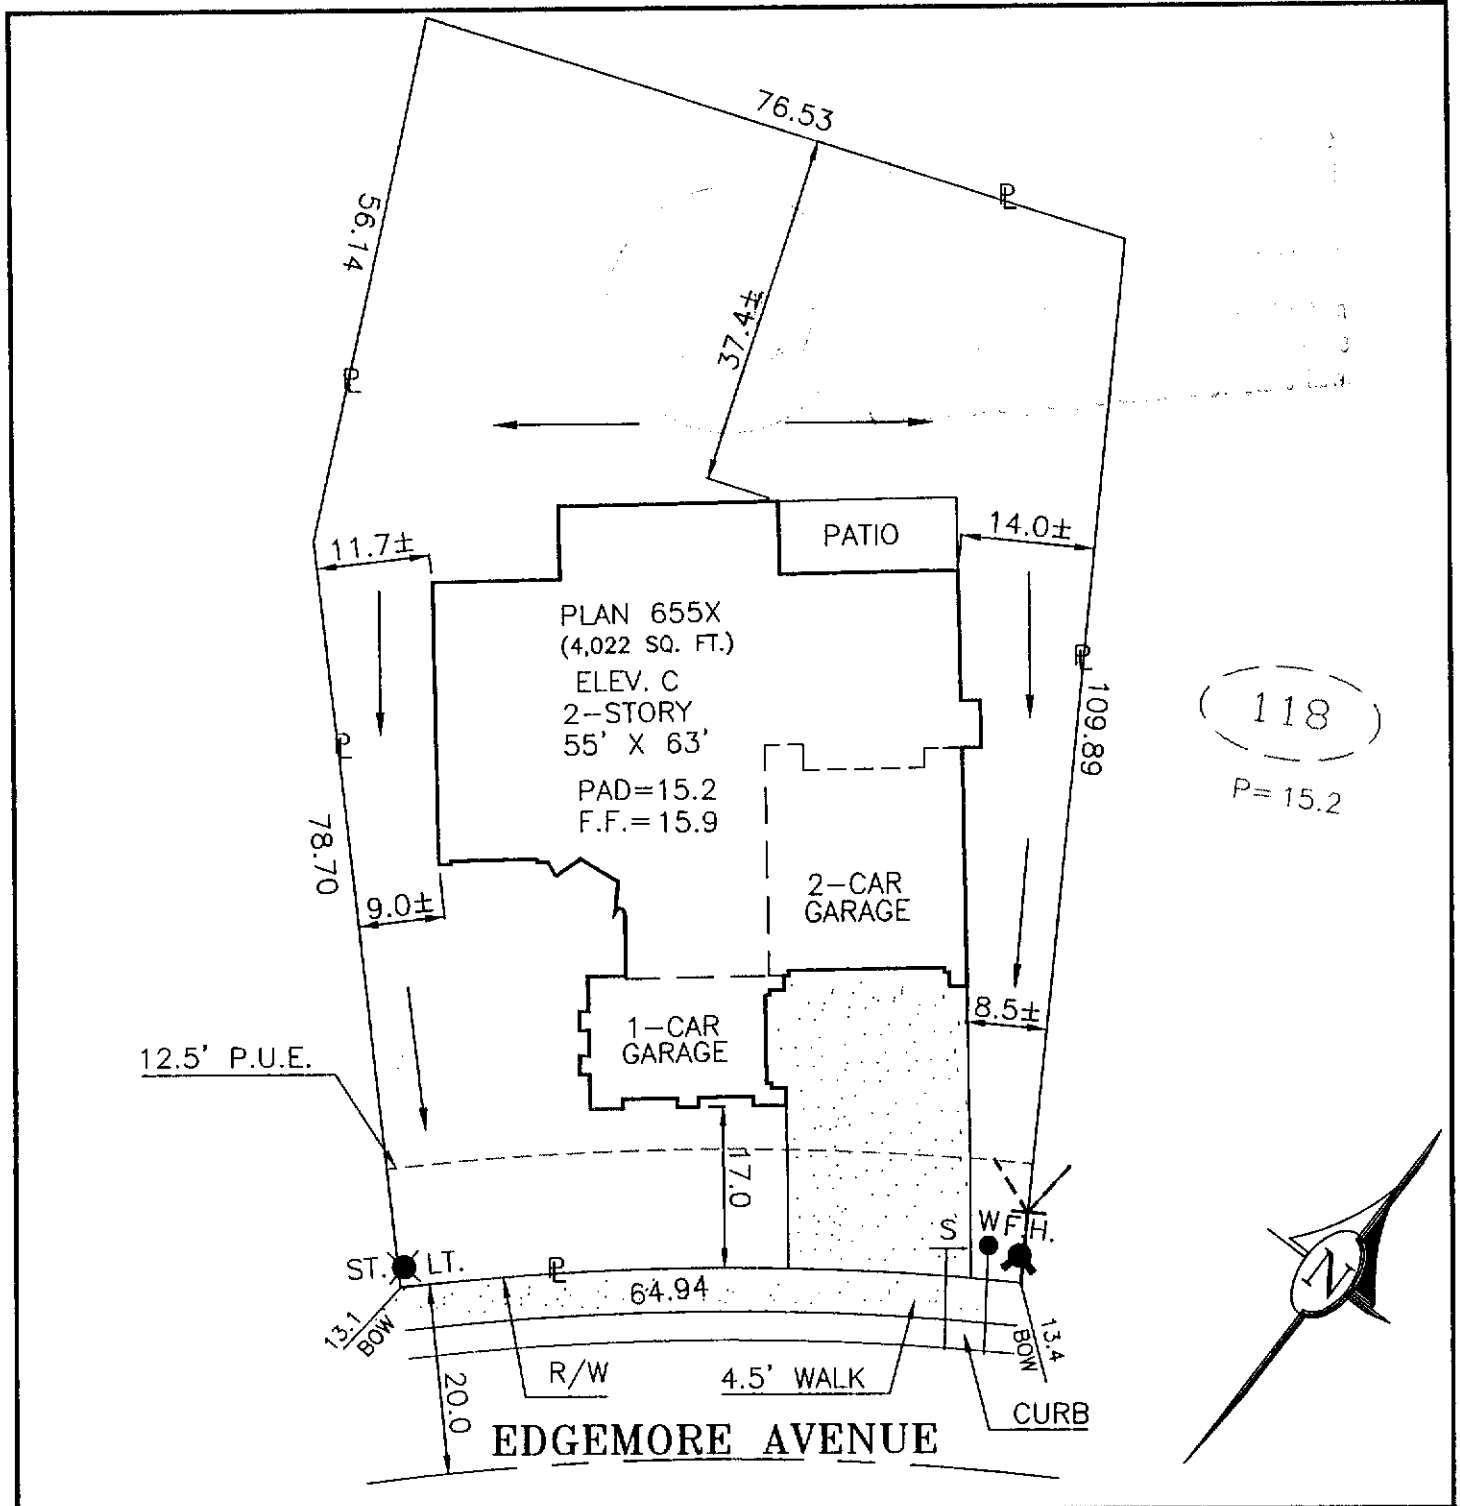 76.53
P
L
56.14
37.4±
P
L
PATIO
14.0±
11.7±
PLAN 655X
(4,022 SQ. FT.)
ELEV. C
2-STORY
55' X 63'
PAD=15.2
F.F.=15.9
P
L
109.89
118
P=15.2
P
L
78.70
9.0±
2-CAR
GARAGE
8.5±
1-CAR
GARAGE
12.5' P.U.E.
17.0
S
W
F.H.
ST. LT.
P
L
64.94
13.1
BOW
13.4
BOW
R/W
4.5' WALK
CURB
20.0
EDGEMORE AVENUE
N